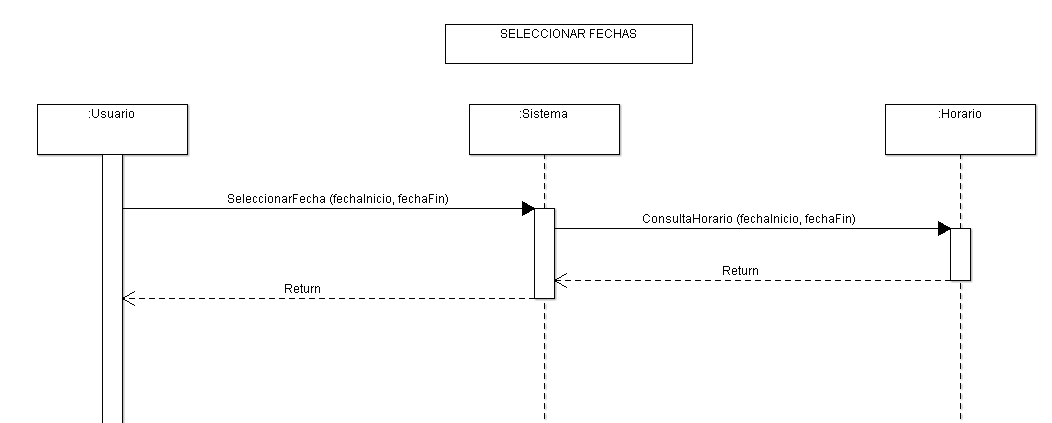 SELECCIONAR FECHAS
:Usuario
:Sistema
:Horario
SeleccionarFecha (fechaInicio, fechaFin)
ConsultaHorario (fechaInicio, fechaFin)
Return
Return